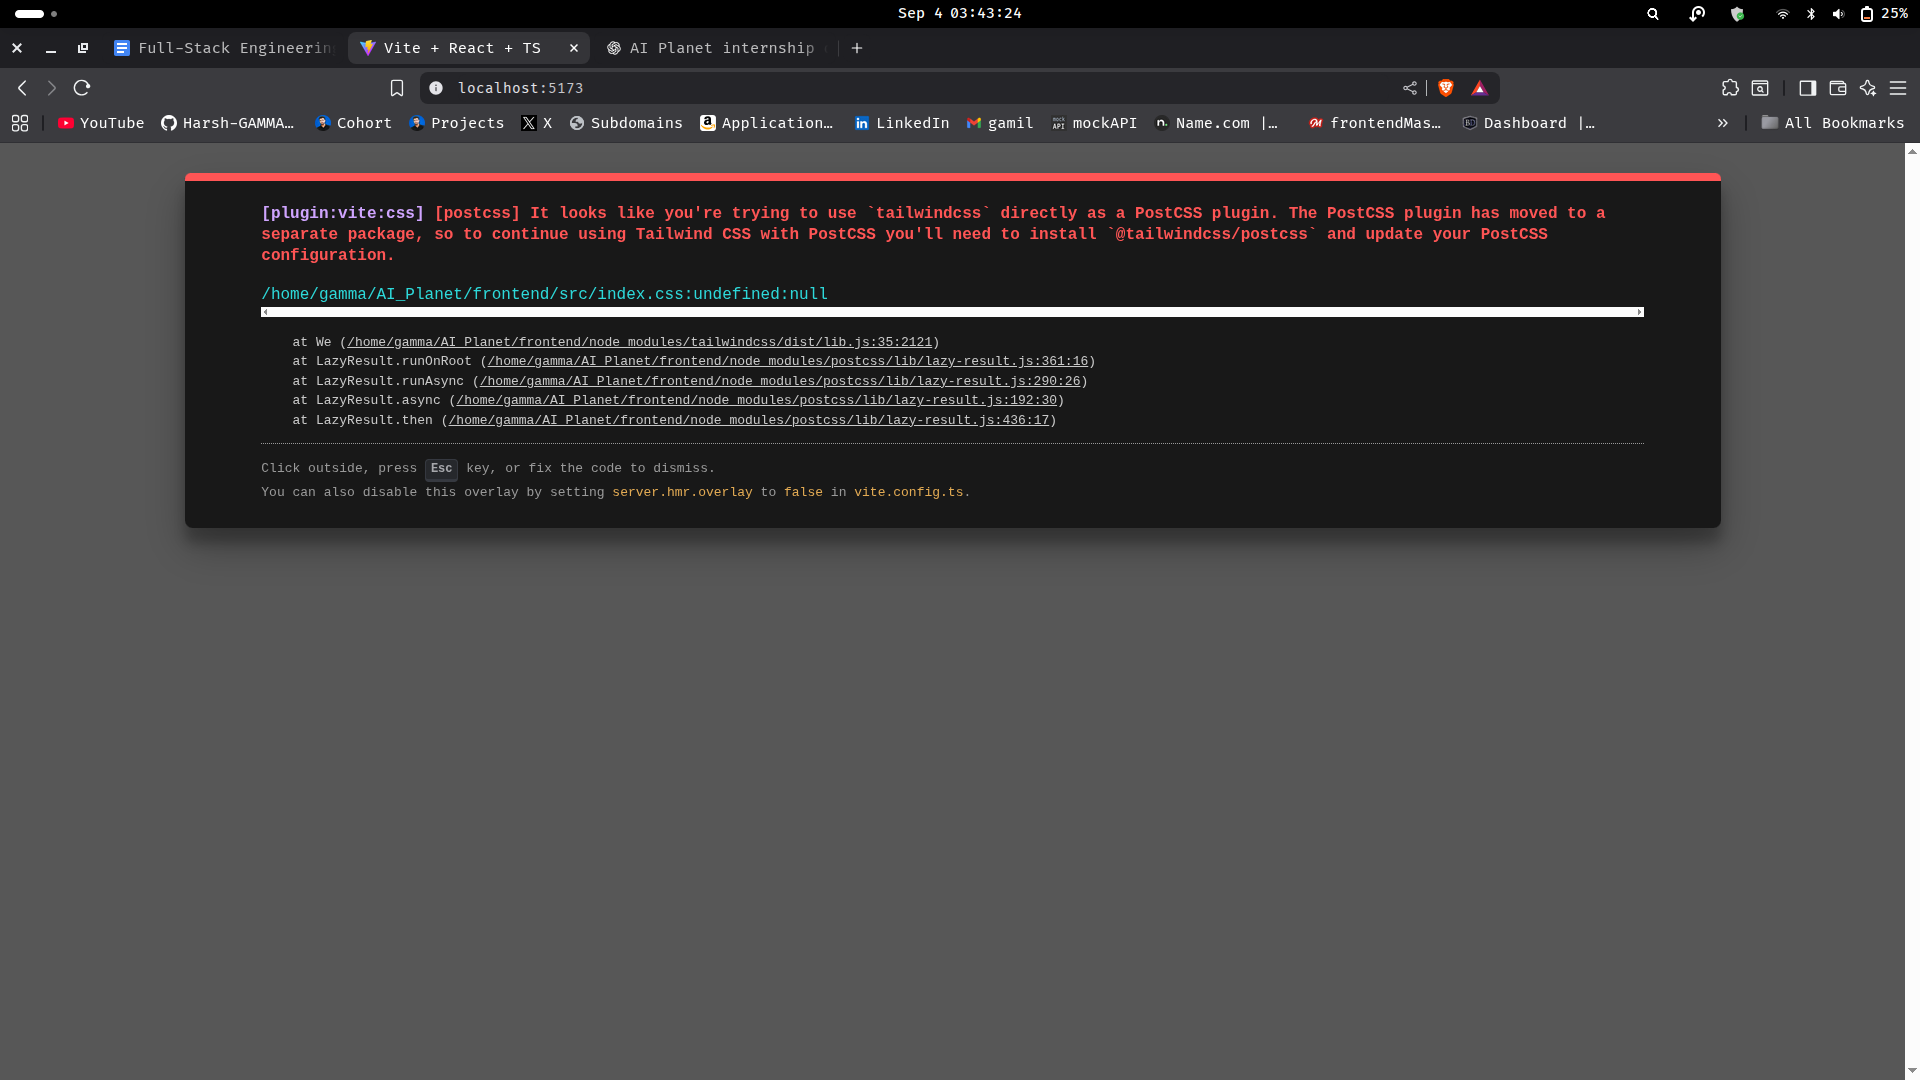 Sep 4 03:43:24
25%
Full-Stack Engineerin
Vite + React + TS
AI Planet internship
localhost:5173
YouTube
Harsh-GAMMA…
Cohort
Projects
X
Subdomains
Application…
LinkedIn
gamil
mockAPI
Name.com |…
frontendMas…
Dashboard |…
All Bookmarks
[plugin:vite:css] [postcss] It looks like you're trying to use `tailwindcss` directly as a PostCSS plugin. The PostCSS plugin has moved to a
separate package, so to continue using Tailwind CSS with PostCSS you'll need to install `@tailwindcss/postcss` and update your PostCSS
configuration.
/home/gamma/AI_Planet/frontend/src/index.css:undefined:null
at We (/home/gamma/AI_Planet/frontend/node_modules/tailwindcss/dist/lib.js:35:2121)
at LazyResult.runOnRoot (/home/gamma/AI_Planet/frontend/node_modules/postcss/lib/lazy-result.js:361:16)
at LazyResult.runAsync (/home/gamma/AI_Planet/frontend/node_modules/postcss/lib/lazy-result.js:290:26)
at LazyResult.async (/home/gamma/AI_Planet/frontend/node_modules/postcss/lib/lazy-result.js:192:30)
at LazyResult.then (/home/gamma/AI_Planet/frontend/node_modules/postcss/lib/lazy-result.js:436:17)
Click outside, press Esc key, or fix the code to dismiss.
You can also disable this overlay by setting server.hmr.overlay to false in vite.config.ts.